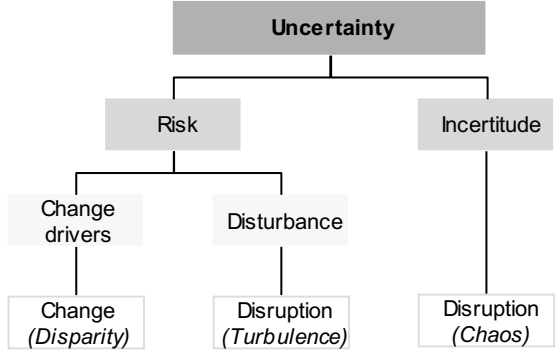 Uncertainty
Risk
Incertitude
Change
drivers
Disturbance
Change
(Disparity)
Disruption
(Turbulence)
Disruption
(Chaos)